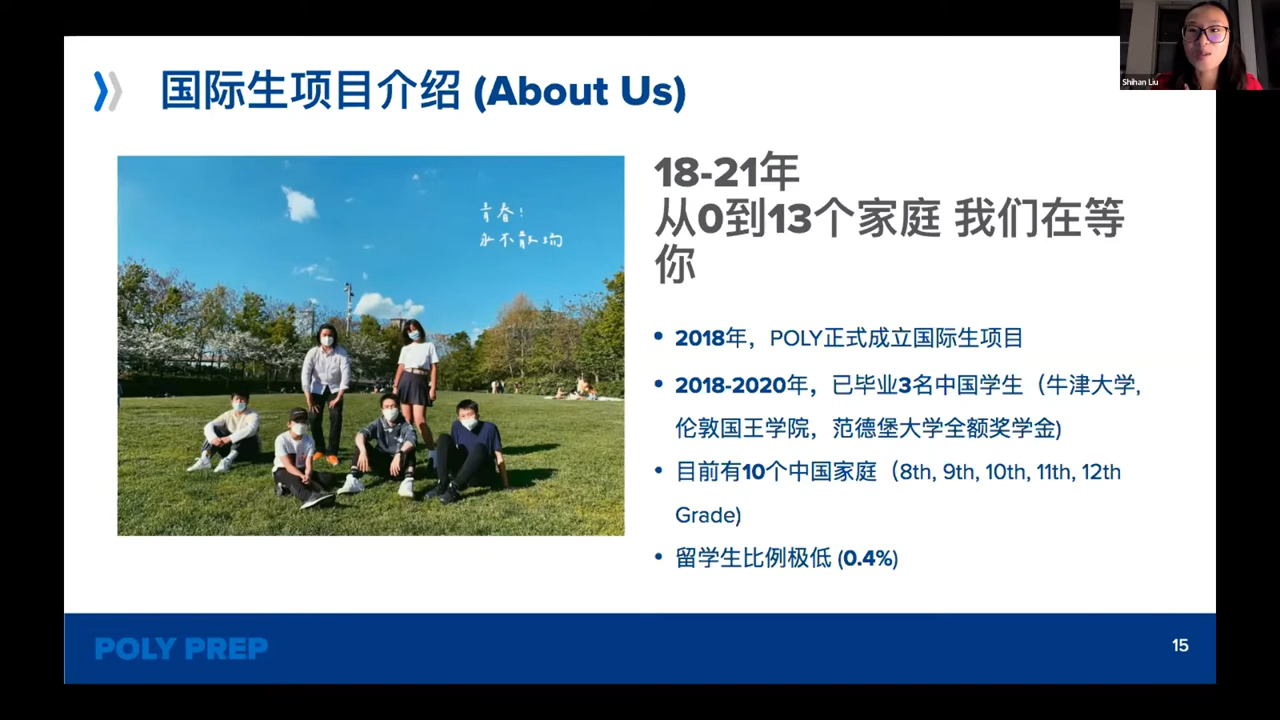 国际生项目介绍 (About Us)
Shihan Liu
青春!
永不散场
18-21年
从0到13个家庭 我们在等
你
• 2018年，POLY正式成立国际生项目
• 2018-2020年，已毕业3名中国学生（牛津大学,
伦敦国王学院，范德堡大学全额奖学金)
• 目前有10个中国家庭（8th, 9th, 10th, 11th, 12th
Grade)
• 留学生比例极低 (0.4%)
POLY PREP
15